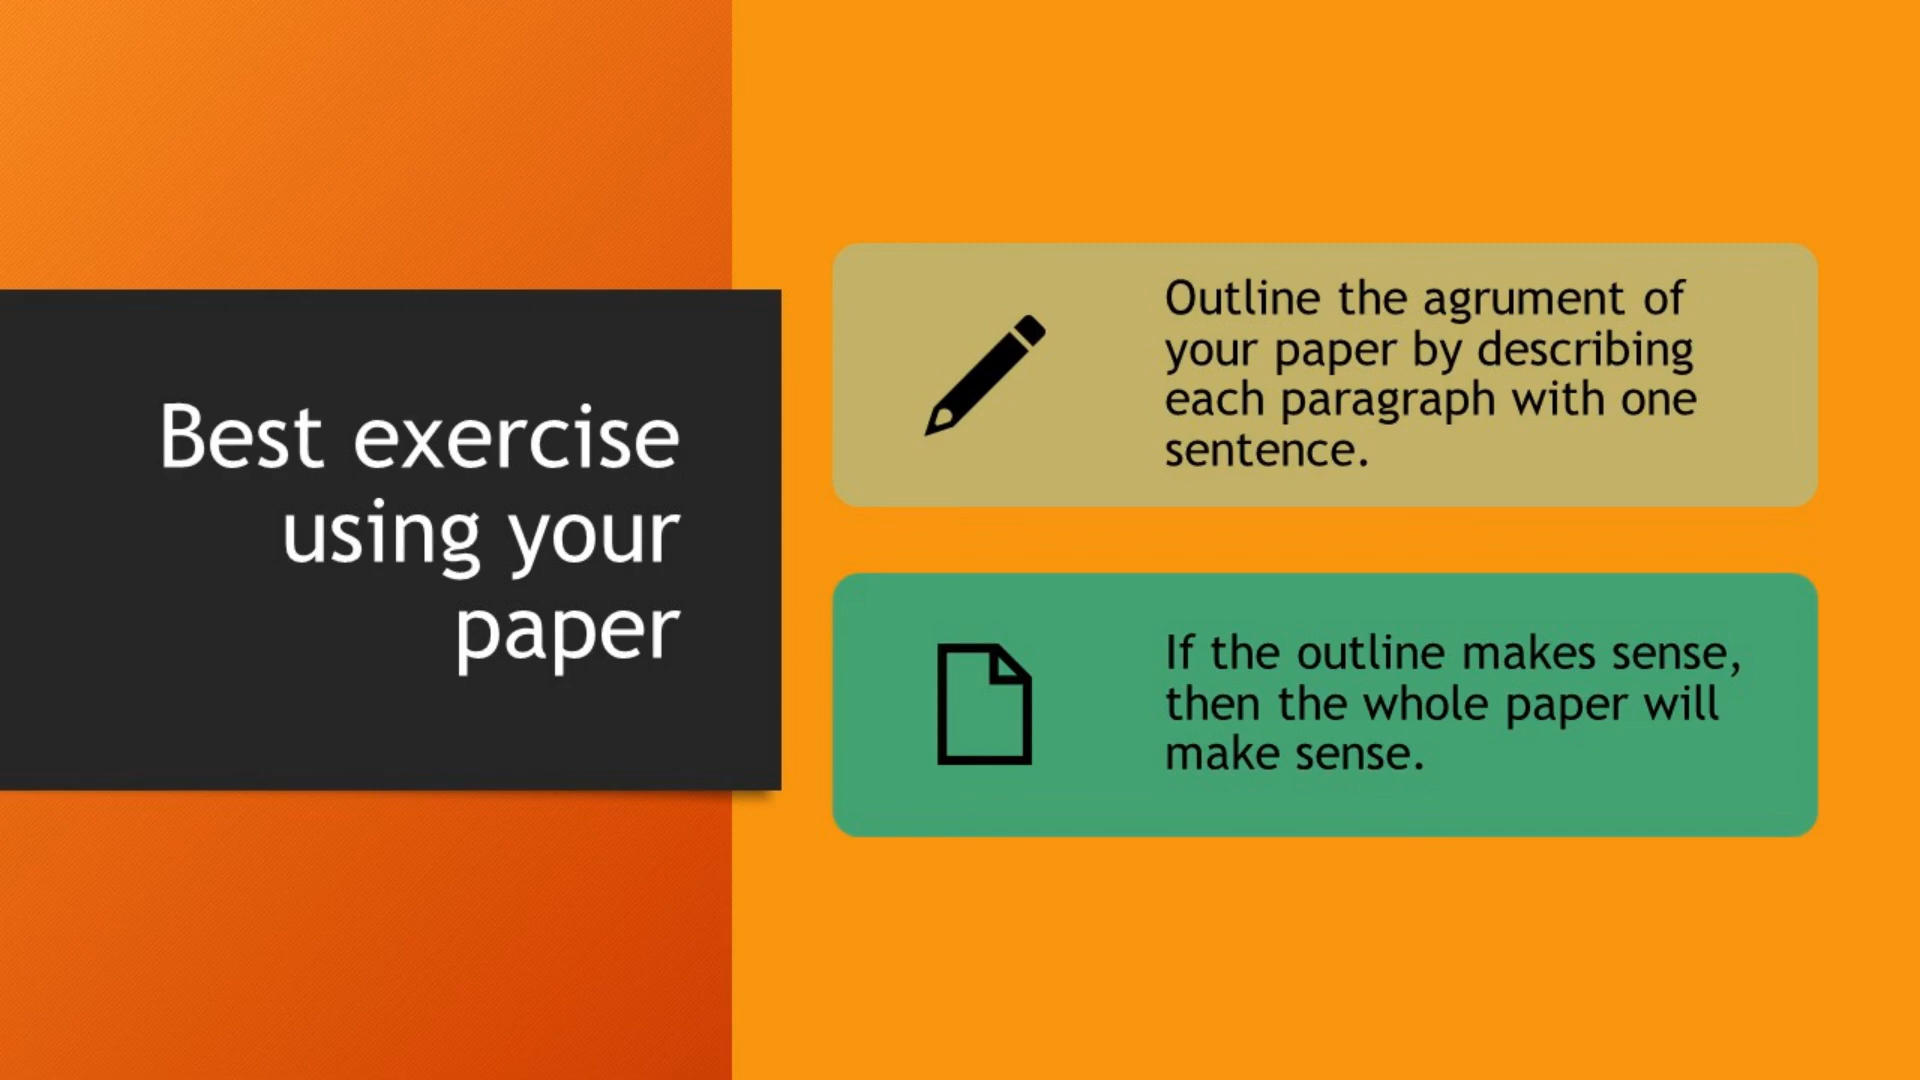 Best exercise
using your
paper
Outline the agrument of
your paper by describing
each paragraph with one
sentence.
If the outline makes sense,
then the whole paper will
make sense.